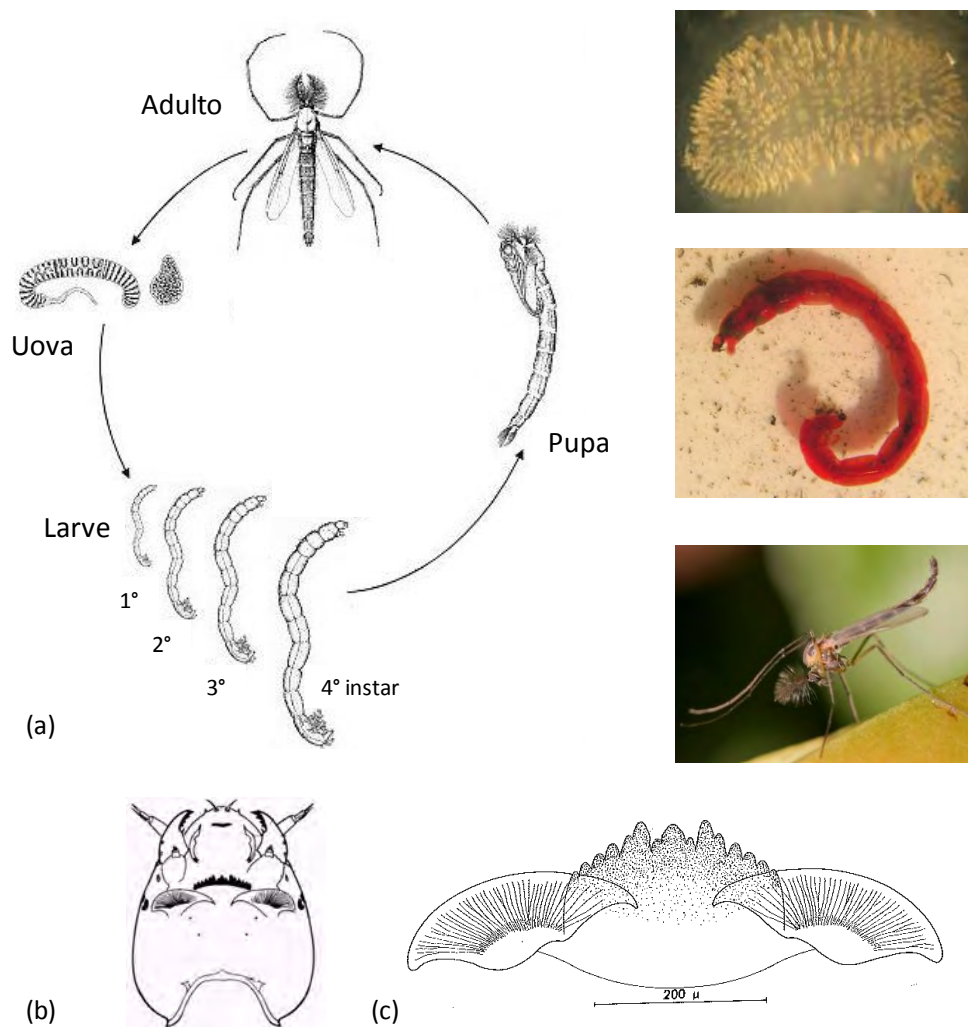 Adulto
Uova
Pupa
Larve
1°
2°
3°
4° instar
(a)
(b)
(c)
200 μ